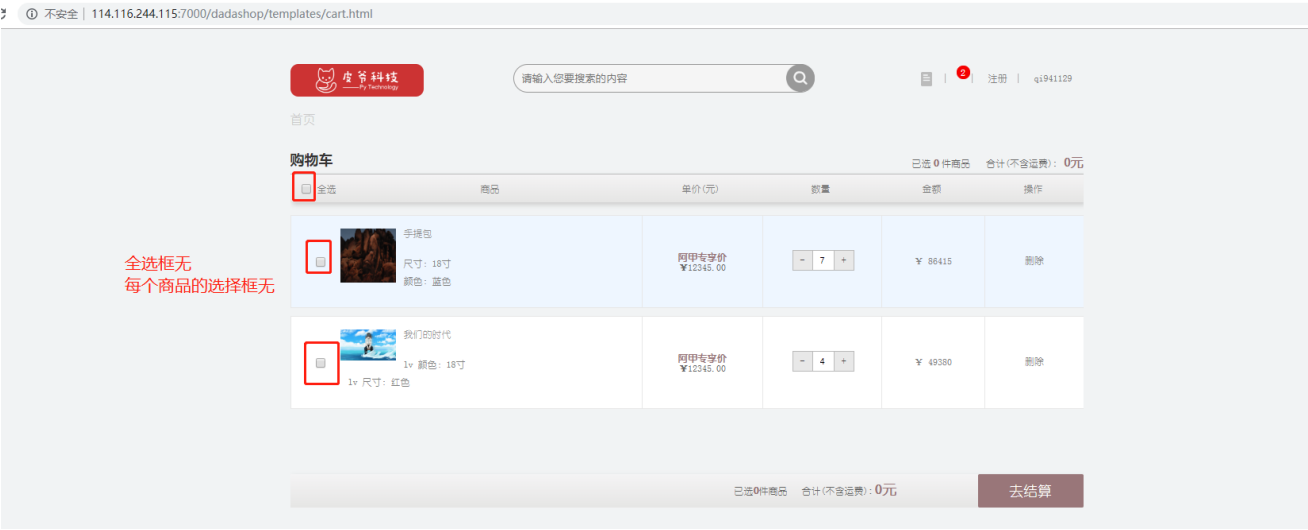 不安全 | 114.116.244.115:7000/dadashop/templates/cart.html
皮爷科技
——Py Technology
请输入您要搜索的内容
2
注册 | qi941129
首页
购物车
已选 0 件商品 合计(不含运费): 0元
全选 商品 单价(元) 数量 金额 操作
手提包
尺寸: 18寸
颜色: 蓝色
阿甲专享价
¥12345.00
- 7 +
¥ 86415
删除
全选框无
每个商品的选择框无
我们的时代
lv 颜色: 18寸
lv 尺寸: 红色
阿甲专享价
¥12345.00
- 4 +
¥ 49380
删除
已选0件商品 合计(不含运费): 0元
去结算